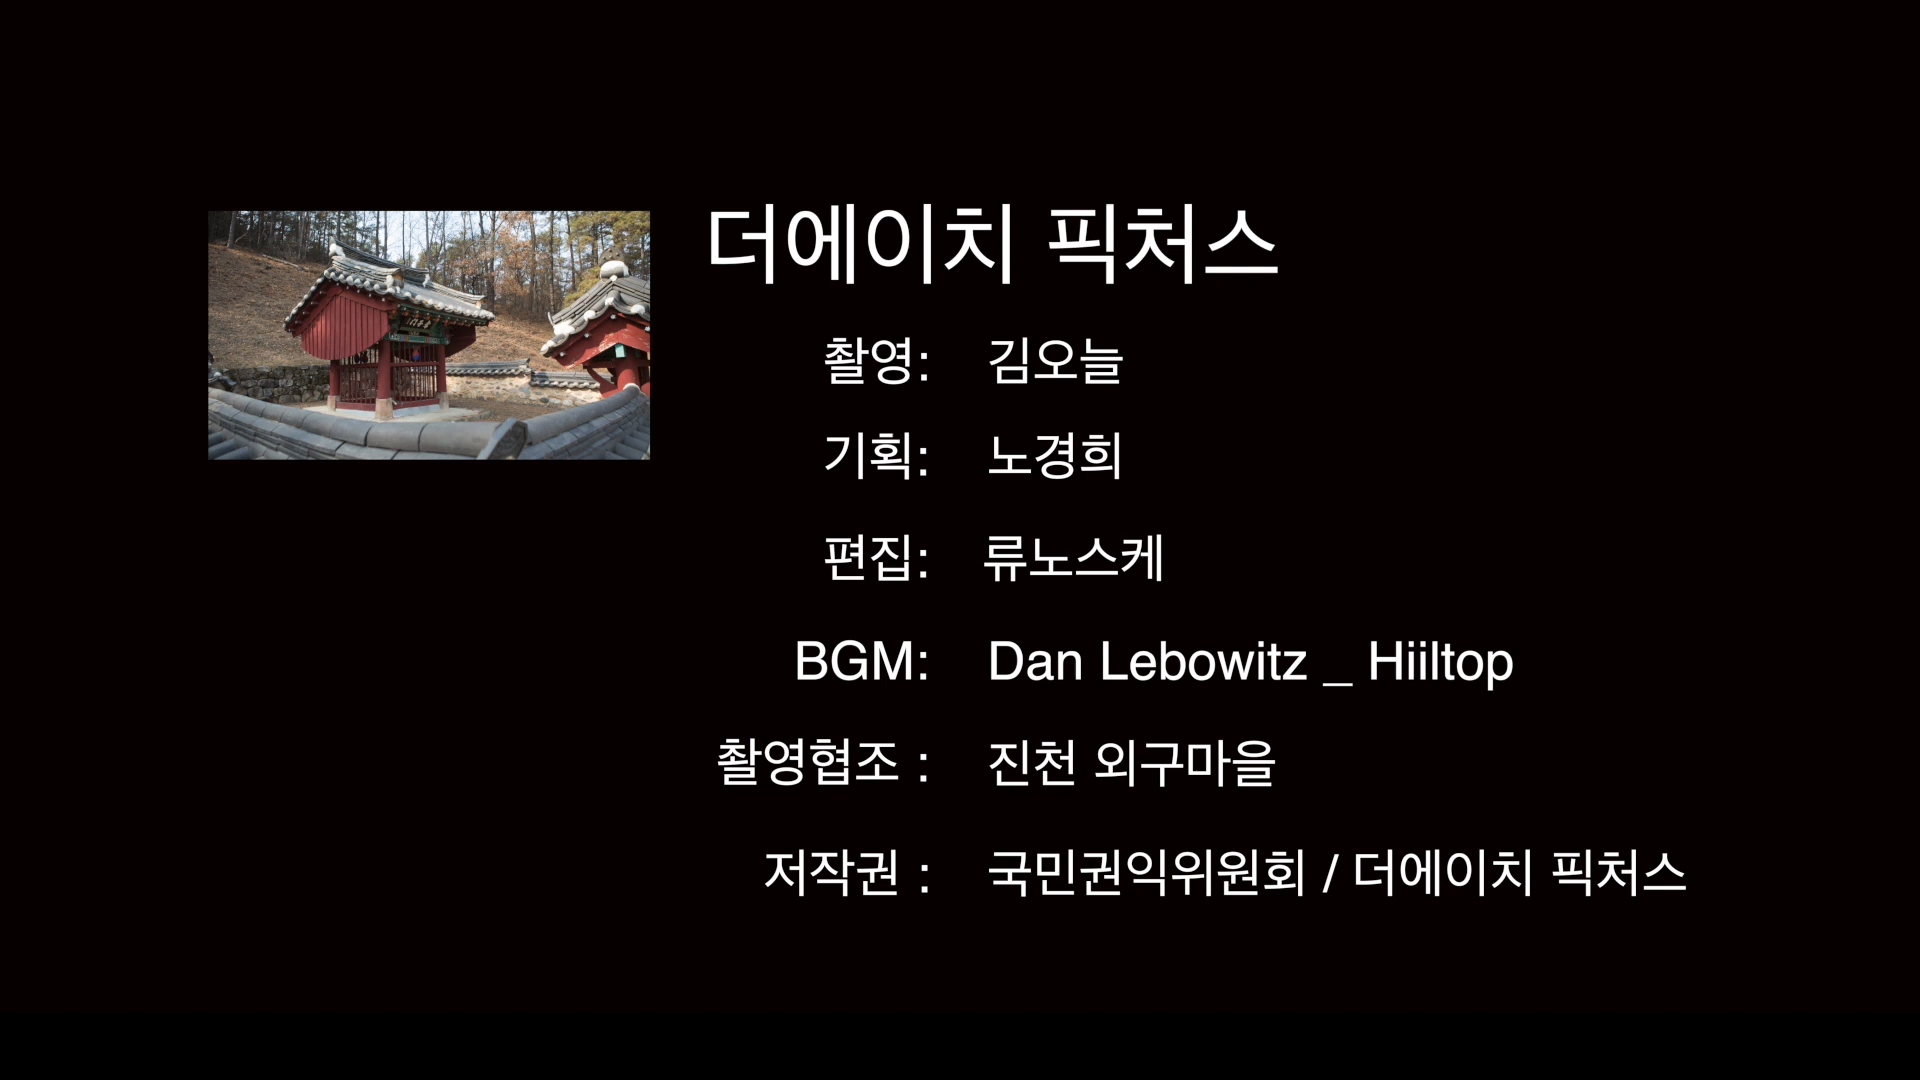 더에이치 픽처스
촬영: 김오늘
기획: 노경희
편집: 류노스케
BGM: Dan Lebowitz _ Hiiltop
촬영협조 : 진천 외구마을
저작권 : 국민권익위원회 / 더에이치 픽처스